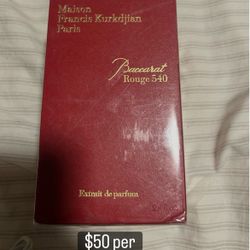 Maison
Francis Kurkdjian
Paris
Baccarat
Rouge 540
Extrait de parfum
$50 per